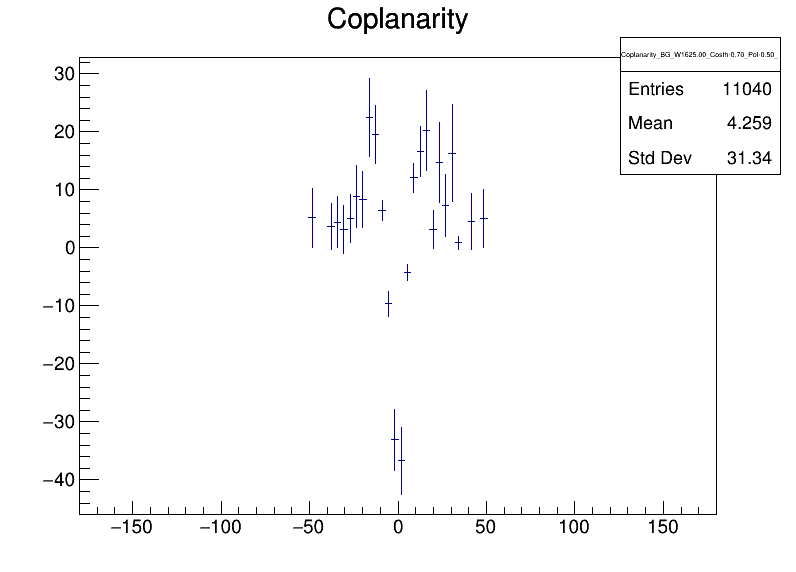 Coplanarity
Coplanarity_BG_W1625.00_Costh-0.70_Pol-0.50_
Entries 11040
Mean 4.259
Std Dev 31.34
30
20
10
0
−10
−20
−30
−40
−150 −100 −50 0 50 100 150